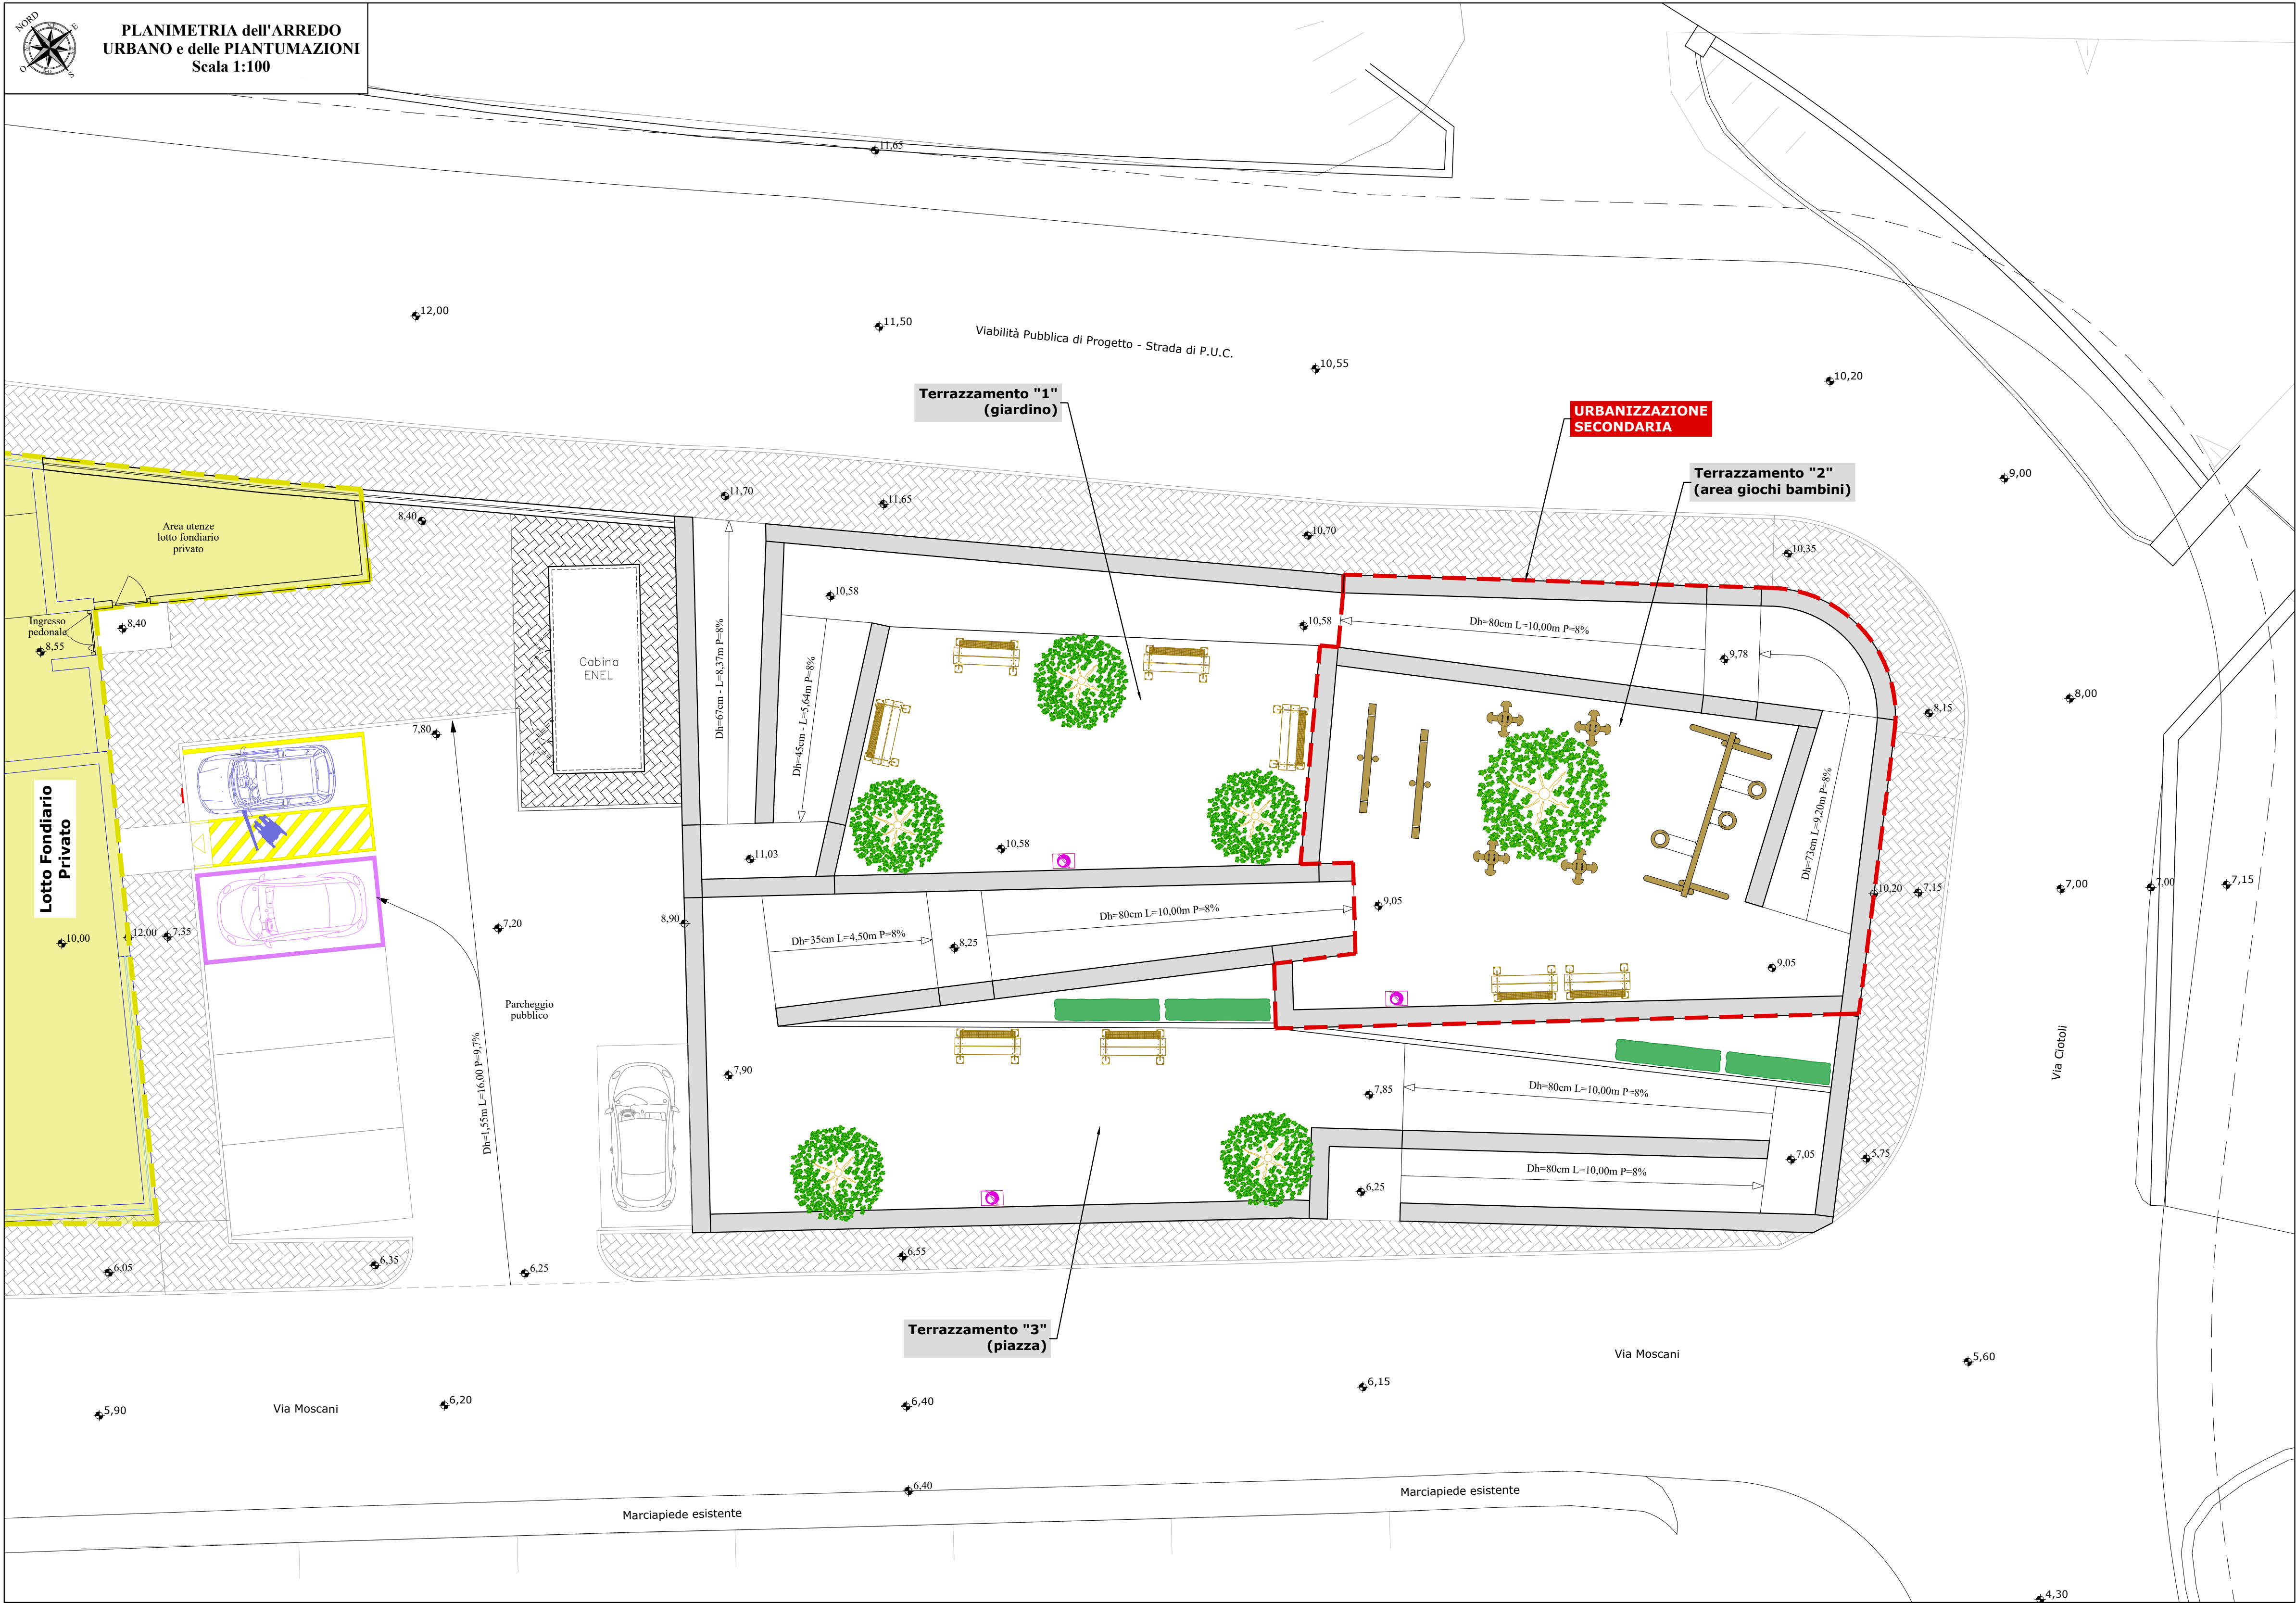 NORD
E
S
O
PLANIMETRIA dell'ARREDO
URBANO e delle PIANTUMAZIONI
Scala 1:100
11,65
12,00
11,50
Viabilità Pubblica di Progetto - Strada di P.U.C.
10,55
10,20
Terrazzamento "1"
(giardino)
URBANIZZAZIONE
SECONDARIA
Terrazzamento "2"
(area giochi bambini)
9,00
11,70
11,65
8,40
10,70
10,35
Area utenze
lotto fondiario
privato
10,58
10,58
Dh=80cm L=10,00m P=8%
9,78
Ingresso
pedonale
8,40
8,55
Cabina
ENEL
Dh=67cm - L=8,37m P=8%
Dh=45cm - L=5,64m P=8%
8,00
8,15
7,80
Dh=73cm L=9,20m P=8%
Lotto Fondiario
Privato
10,58
11,03
10,20
7,15
7,00
7,00
7,15
8,90
9,05
Dh=80cm L=10,00m P=8%
Dh=35cm L=4,50m P=8%
8,25
10,00
12,00
7,35
7,20
9,05
Parcheggio
pubblico
Dh=1,55m L=16,00 P=9,7%
7,90
7,85
Dh=80cm L=10,00m P=8%
Via Ciotoli
7,05
5,75
Dh=80cm L=10,00m P=8%
6,25
6,05
6,35
6,25
6,55
Terrazzamento "3"
(piazza)
Via Moscani
5,60
5,90
Via Moscani
6,20
6,40
6,15
6,40
Marciapiede esistente
Marciapiede esistente
4,30